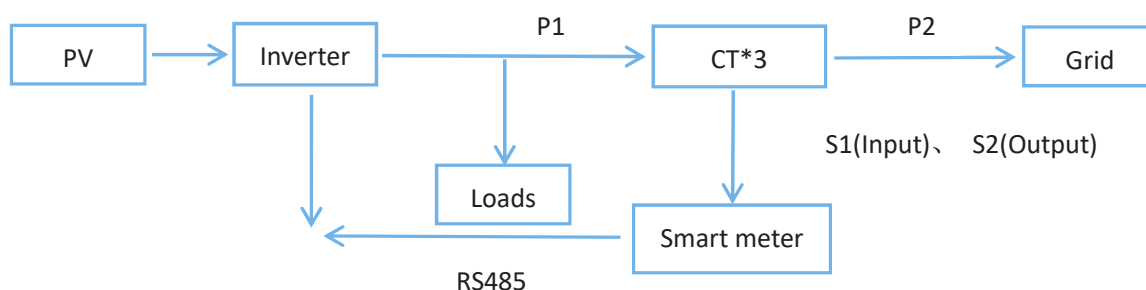 P1
P2
PV
Inverter
CT*3
Grid
S1(Input)、 S2(Output)
Loads
Smart meter
RS485